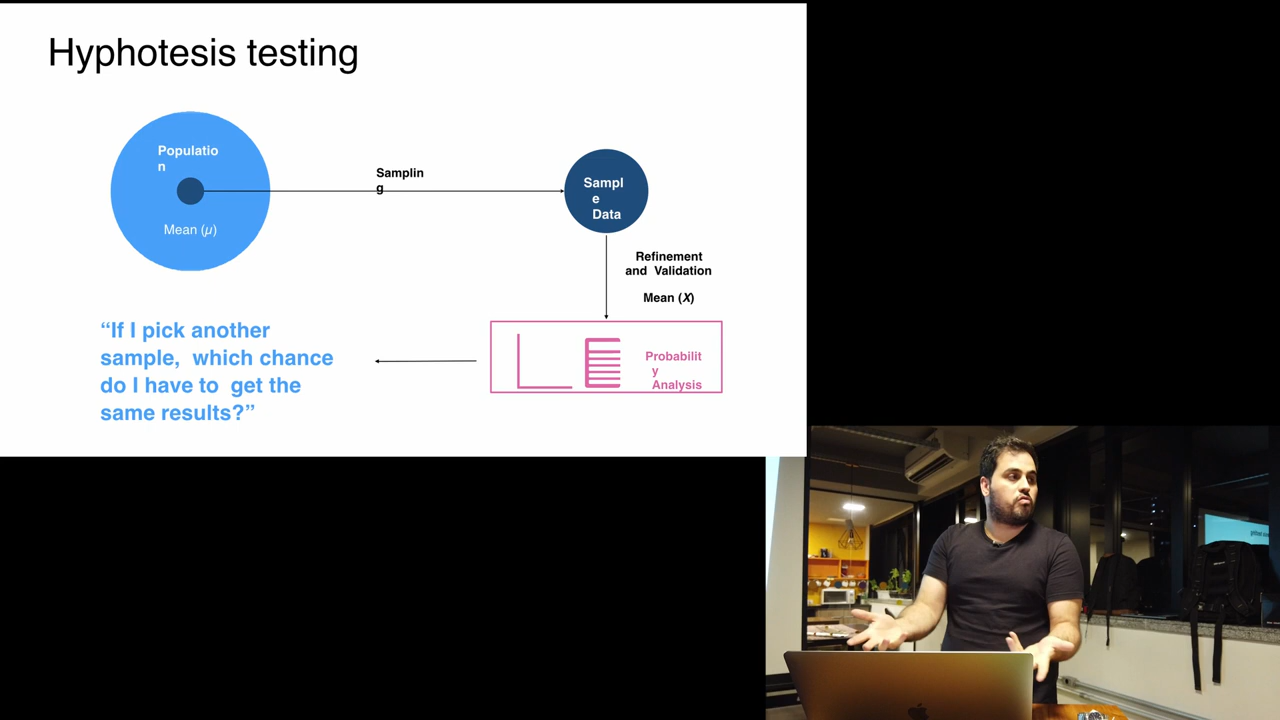 Hyphotesis testing
Populatio
n
Mean (µ)
Samplin
g
Sampl
e
Data
Refinement
and Validation
Mean (X)
Probabilit
y
Analysis
“If I pick another
sample, which chance
do I have to get the
same results?”